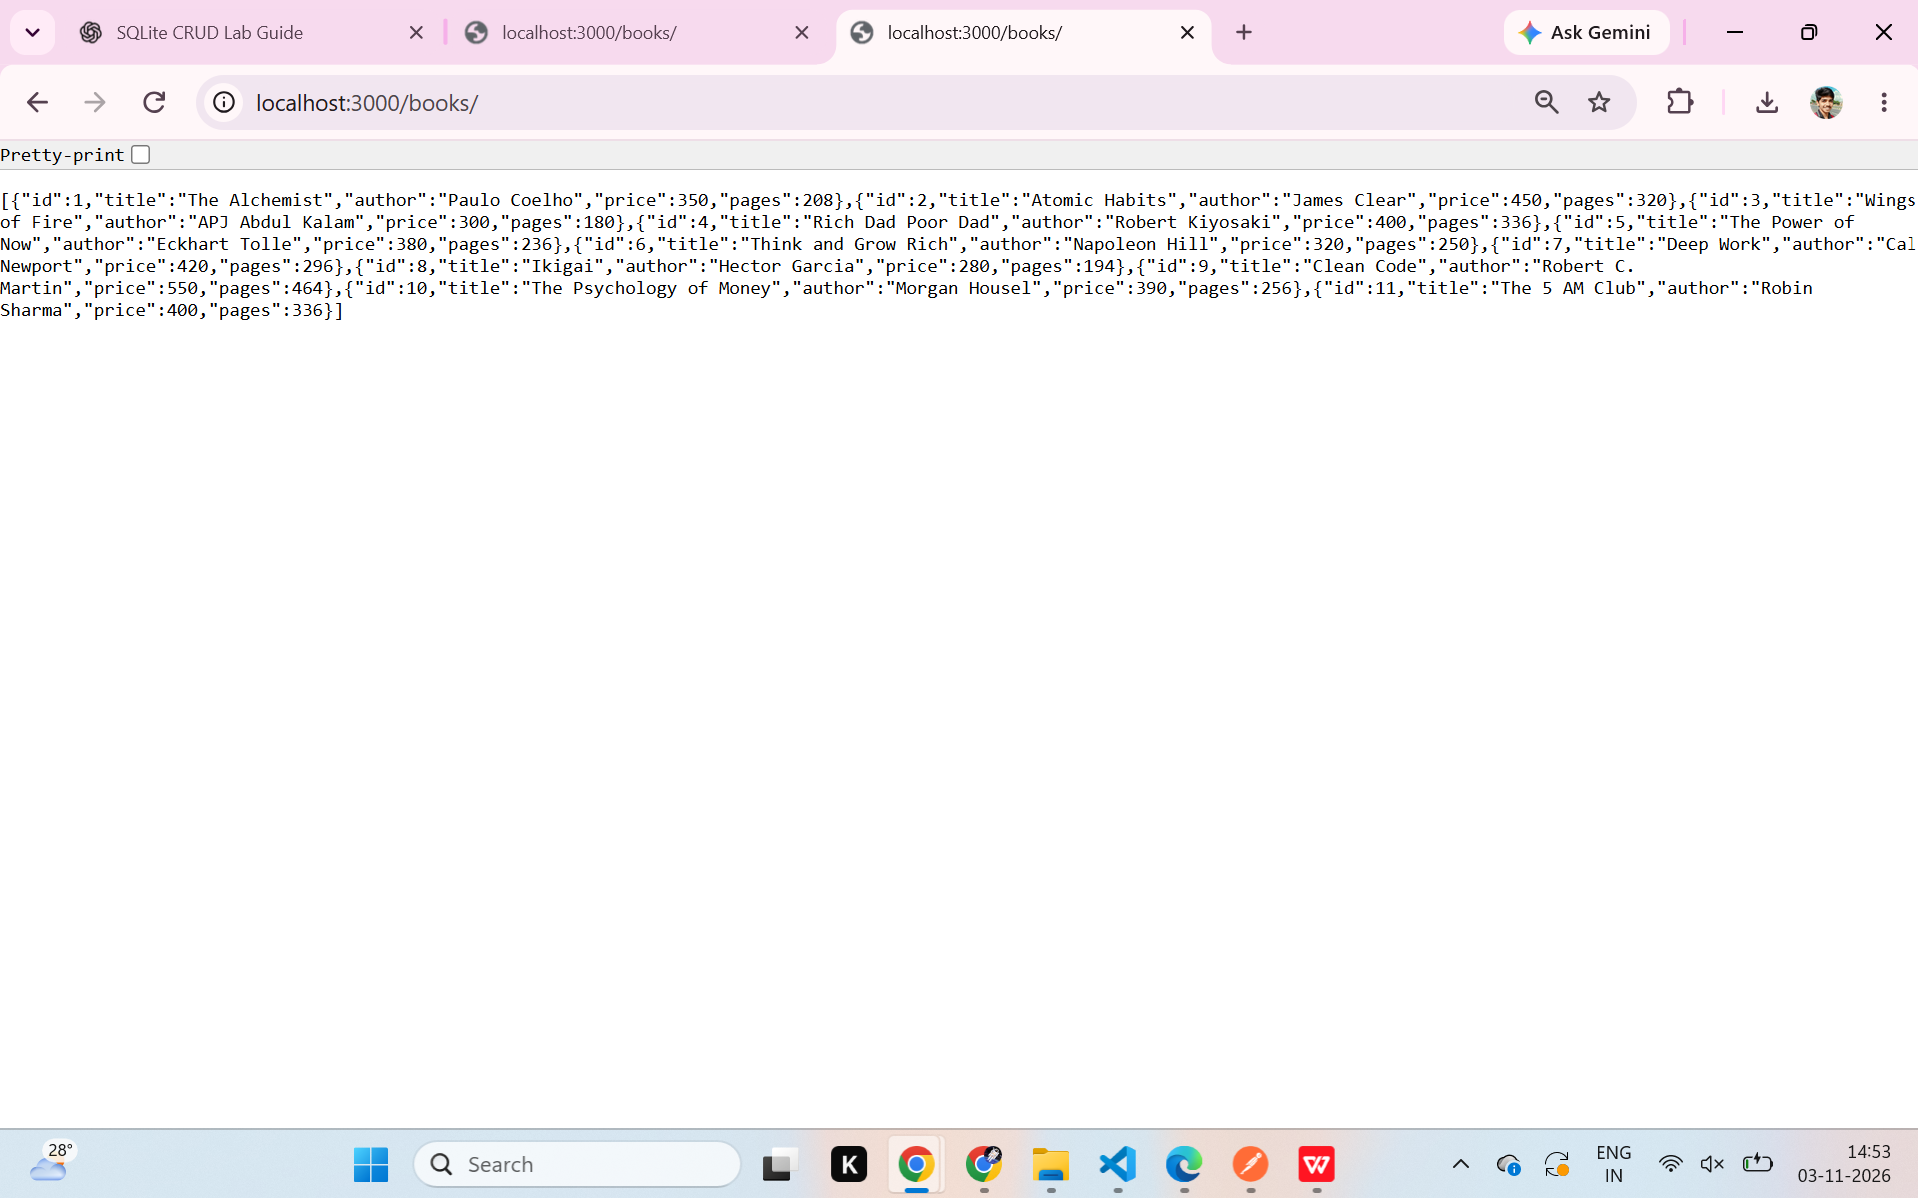 SQLite CRUD Lab Guide
localhost:3000/books/
localhost:3000/books/
Ask Gemini
localhost:3000/books/
Pretty-print
[{"id":1,"title":"The Alchemist","author":"Paulo Coelho","price":350,"pages":208},{"id":2,"title":"Atomic Habits","author":"James Clear","price":450,"pages":320},{"id":3,"title":"Wings
of Fire","author":"APJ Abdul Kalam","price":300,"pages":180},{"id":4,"title":"Rich Dad Poor Dad","author":"Robert Kiyosaki","price":400,"pages":336},{"id":5,"title":"The Power of
Now","author":"Eckhart Tolle","price":380,"pages":236},{"id":6,"title":"Think and Grow Rich","author":"Napoleon Hill","price":320,"pages":250},{"id":7,"title":"Deep Work","author":"Cal
Newport","price":420,"pages":296},{"id":8,"title":"Ikigai","author":"Hector Garcia","price":280,"pages":194},{"id":9,"title":"Clean Code","author":"Robert C.
Martin","price":550,"pages":464},{"id":10,"title":"The Psychology of Money","author":"Morgan Housel","price":390,"pages":256},{"id":11,"title":"The 5 AM Club","author":"Robin
Sharma","price":400,"pages":336}]
28°
Search
K
W
ENG
IN
14:53
03-11-2026